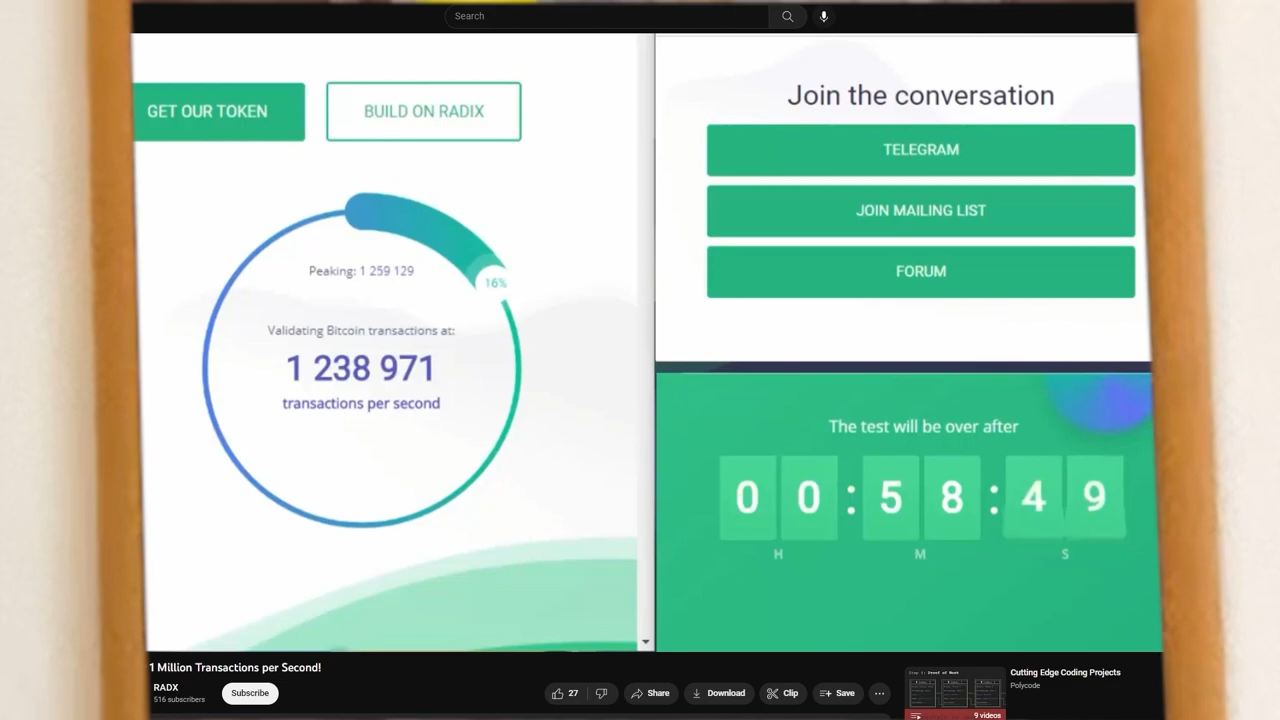 Search
GET OUR TOKEN
BUILD ON RADIX
Peaking: 1 259 129
16%
Validating Bitcoin transactions at:
1 238 971
transactions per second
Join the conversation
TELEGRAM
JOIN MAILING LIST
FORUM
The test will be over after
0 0 : 5 8 : 4 9
H M S
1 Million Transactions per Second!
RADX
516 subscribers
Subscribe
27
Share
Download
Clip
Save
Cutting Edge Coding Projects
Polycode
9 videos